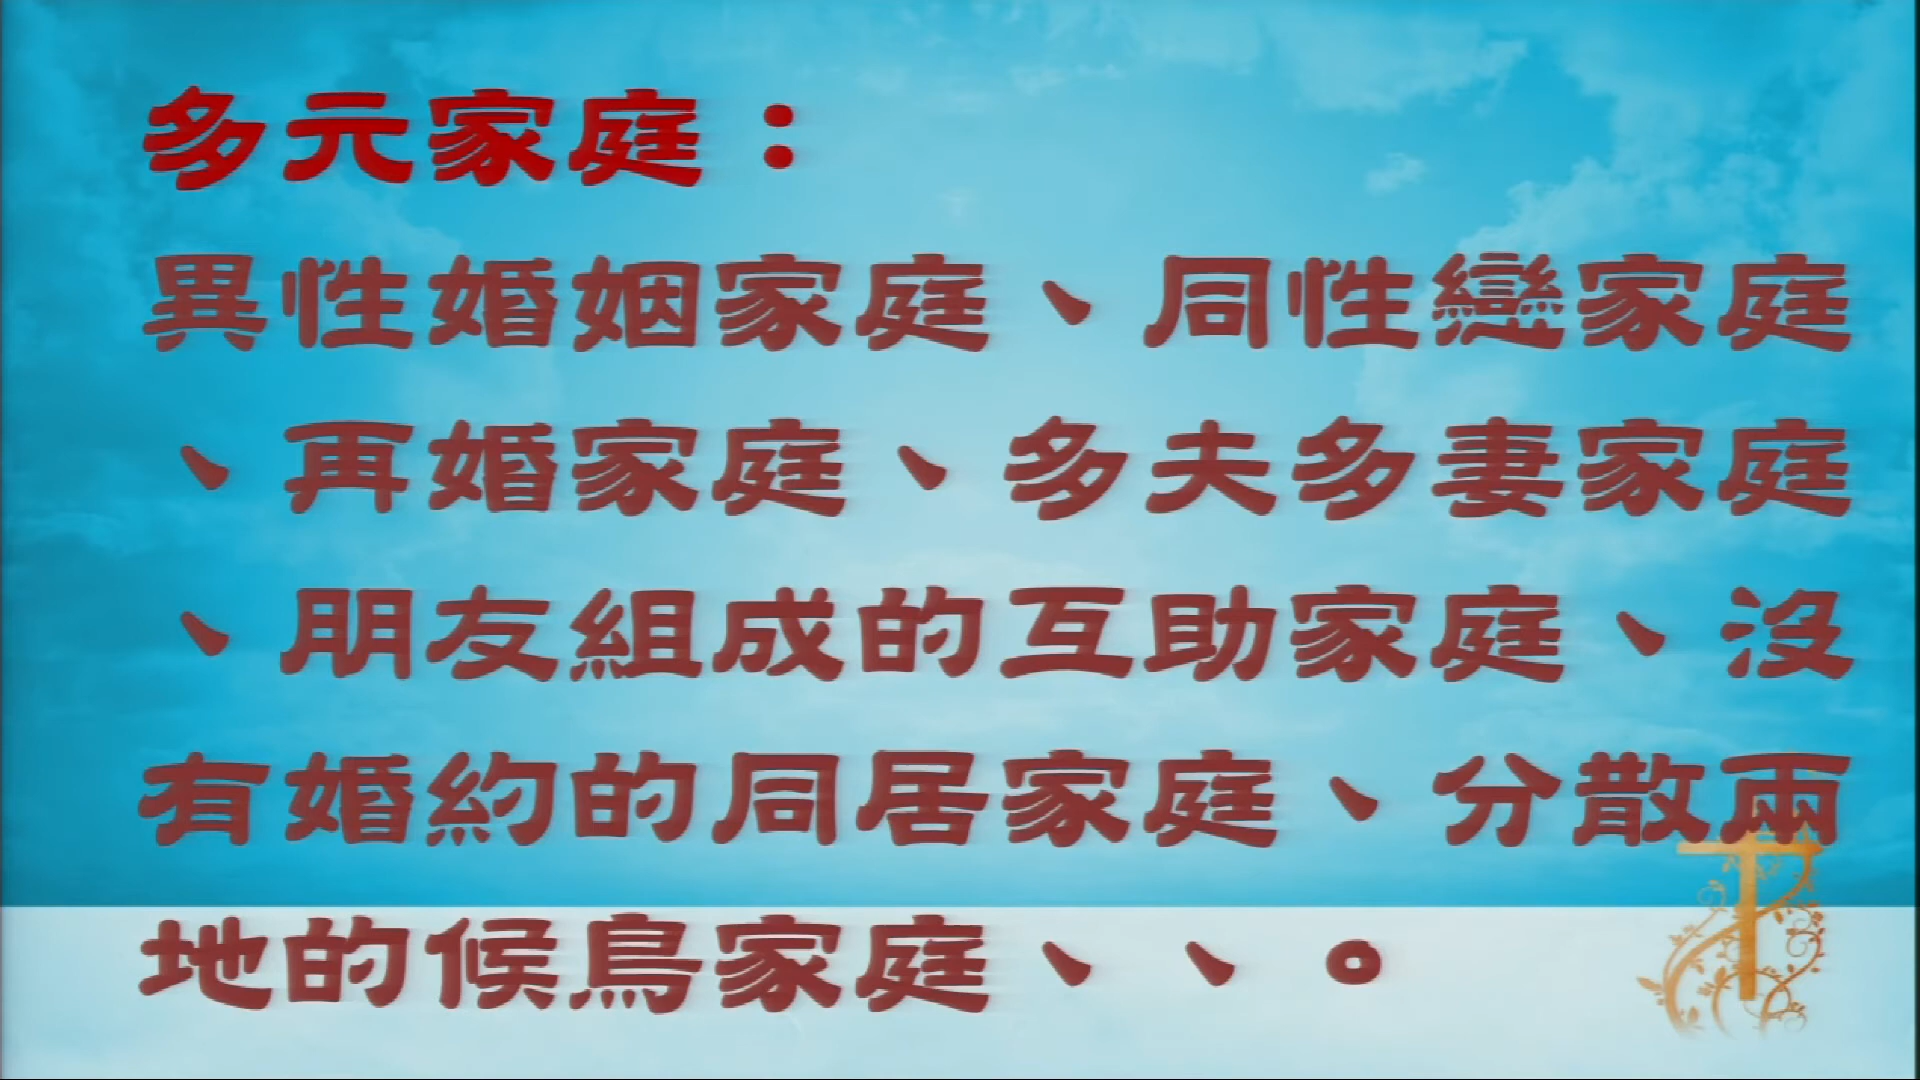 多元家庭：
異性婚姻家庭、同性戀家庭
、再婚家庭、多夫多妻家庭
、朋友組成的互助家庭、沒
有婚約的同居家庭、分散兩
地的候鳥家庭、、。